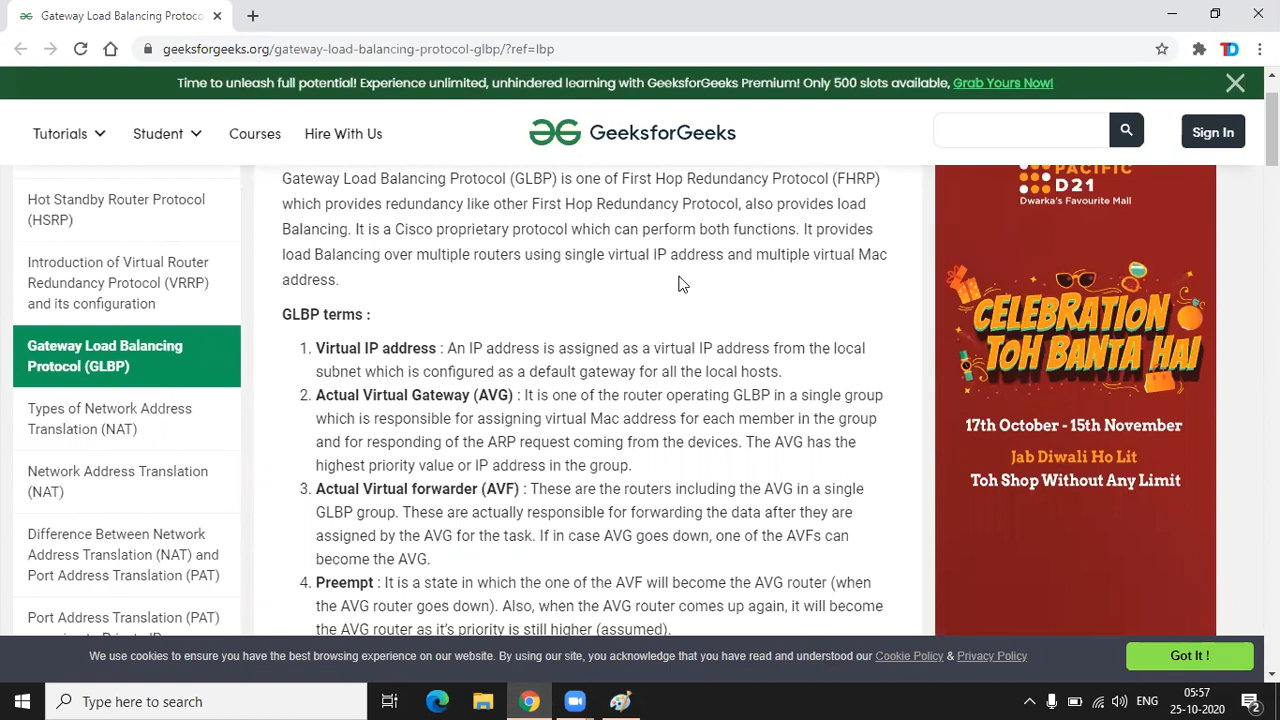 Gateway Load Balancing Protoco
geeksforgeeks.org/gateway-load-balancing-protocol-glbp/?ref=lbp
Time to unleash full potential! Experience unlimited, unhindered learning with GeeksforGeeks Premium! Only 500 slots available, Grab Yours Now!
Tutorials
Student
Courses
Hire With Us
GeeksforGeeks
Sign In
Hot Standby Router Protocol
(HSRP)
Introduction of Virtual Router
Redundancy Protocol (VRRP)
and its configuration
Gateway Load Balancing
Protocol (GLBP)
Types of Network Address
Translation (NAT)
Network Address Translation
(NAT)
Difference Between Network
Address Translation (NAT) and
Port Address Translation (PAT)
Port Address Translation (PAT)
Gateway Load Balancing Protocol (GLBP) is one of First Hop Redundancy Protocol (FHRP)
which provides redundancy like other First Hop Redundancy Protocol, also provides load
Balancing. It is a Cisco proprietary protocol which can perform both functions. It provides
load Balancing over multiple routers using single virtual IP address and multiple virtual Mac
address.
GLBP terms :
1. Virtual IP address : An IP address is assigned as a virtual IP address from the local
subnet which is configured as a default gateway for all the local hosts.
2. Actual Virtual Gateway (AVG) : It is one of the router operating GLBP in a single group
which is responsible for assigning virtual Mac address for each member in the group
and for responding of the ARP request coming from the devices. The AVG has the
highest priority value or IP address in the group.
3. Actual Virtual forwarder (AVF) : These are the routers including the AVG in a single
GLBP group. These are actually responsible for forwarding the data after they are
assigned by the AVG for the task. If in case AVG goes down, one of the AVFs can
become the AVG.
4. Preempt : It is a state in which the one of the AVF will become the AVG router (when
the AVG router goes down). Also, when the AVG router comes up again, it will become
the AVG router as it's priority is still higher (assumed).
PACIFIC
D21
Dwarka's Favourite Mall
CELEBRATION
TOH BANTA HAI
17th October - 15th November
Jab Diwali Ho Lit
Toh Shop Without Any Limit
We use cookies to ensure you have the best browsing experience on our website. By using our site, you acknowledge that you have read and understood our Cookie Policy & Privacy Policy
Got It !
Type here to search
ENG
05:57
25-10-2020
2